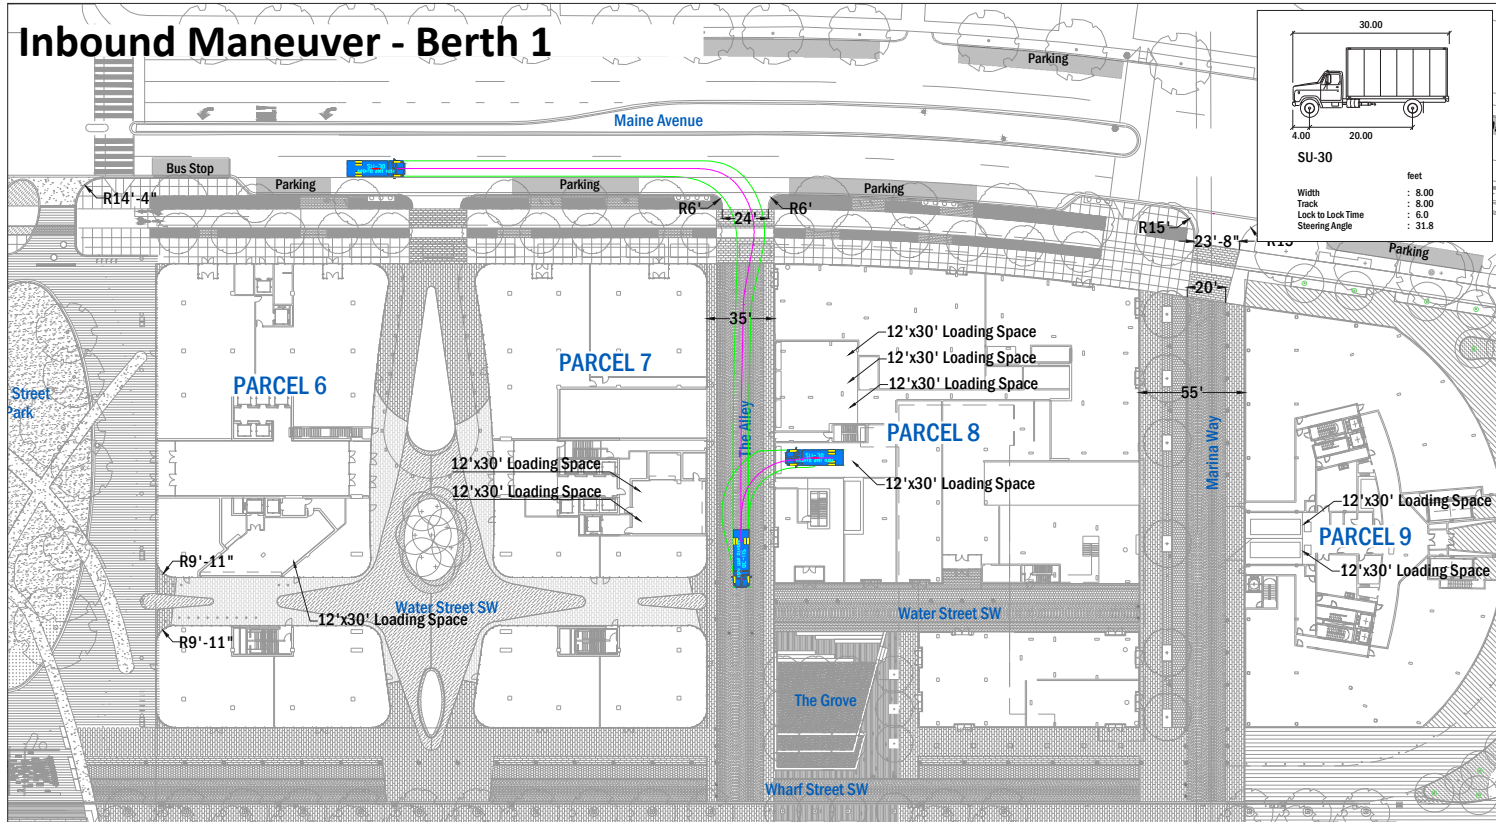 Inbound Maneuver - Berth 1
30.00
4.00
20.00
SU-30
feet
Width : 8.00
Track : 8.00
Lock to Lock Time : 6.0
Steering Angle : 31.8
Parking
Maine Avenue
Bus Stop
SU-30
Parking
Parking
Parking
R14'-4"
R6'
24'
R6'
R15'
23'-8"
Parking
20'
35'
12'x30' Loading Space
12'x30' Loading Space
12'x30' Loading Space
PARCEL 6
PARCEL 7
PARCEL 8
The Alley
55'
Street
Park
Marina Way
SU-30
12'x30' Loading Space
12'x30' Loading Space
12'x30' Loading Space
12'x30' Loading Space
PARCEL 9
12'x30' Loading Space
R9'-11"
Water Street SW
12'x30' Loading Space
Water Street SW
R9'-11"
The Grove
Wharf Street SW